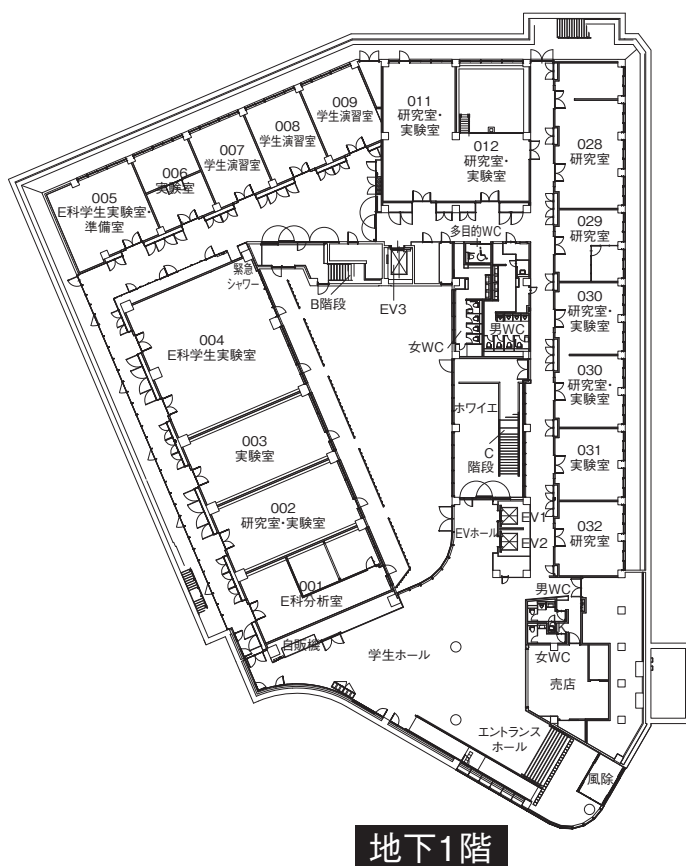 009
学生演習室
008
学生演習室
007
学生演習室
006
実験室
005
E科学生実験室・
準備室
011
研究室・
実験室
012
研究室・
実験室
028
研究室
029
研究室
030
研究室・
実験室
030
研究室・
実験室
031
実験室
032
研究室
多目的WC
緊急
シャワー
B階段
EV3
女WC
男WC
004
E科学生実験室
003
実験室
002
研究室・実験室
001
E科分析室
ホワイエ
C
階段
EVホール
EV1
EV2
男WC
女WC
売店
自販機
学生ホール
エントランス
ホール
風除
地下1階